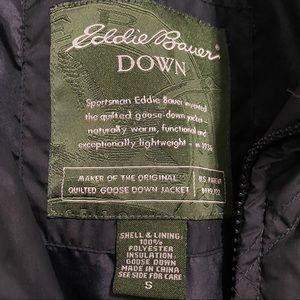 Eddie Bauer
DOWN
Sportsman Eddie Bauer invented
the quilted goose-down jacket –
naturally warm, functional and
exceptionally lightweight – in 1936
MAKER OF THE ORIGINAL
QUILTED GOOSE DOWN JACKET
US PATENT
SHELL & LINING:
100%
POLYESTER
INSULATION:
GOOSE DOWN
MADE IN CHINA
SEE SIDE FOR CARE
S